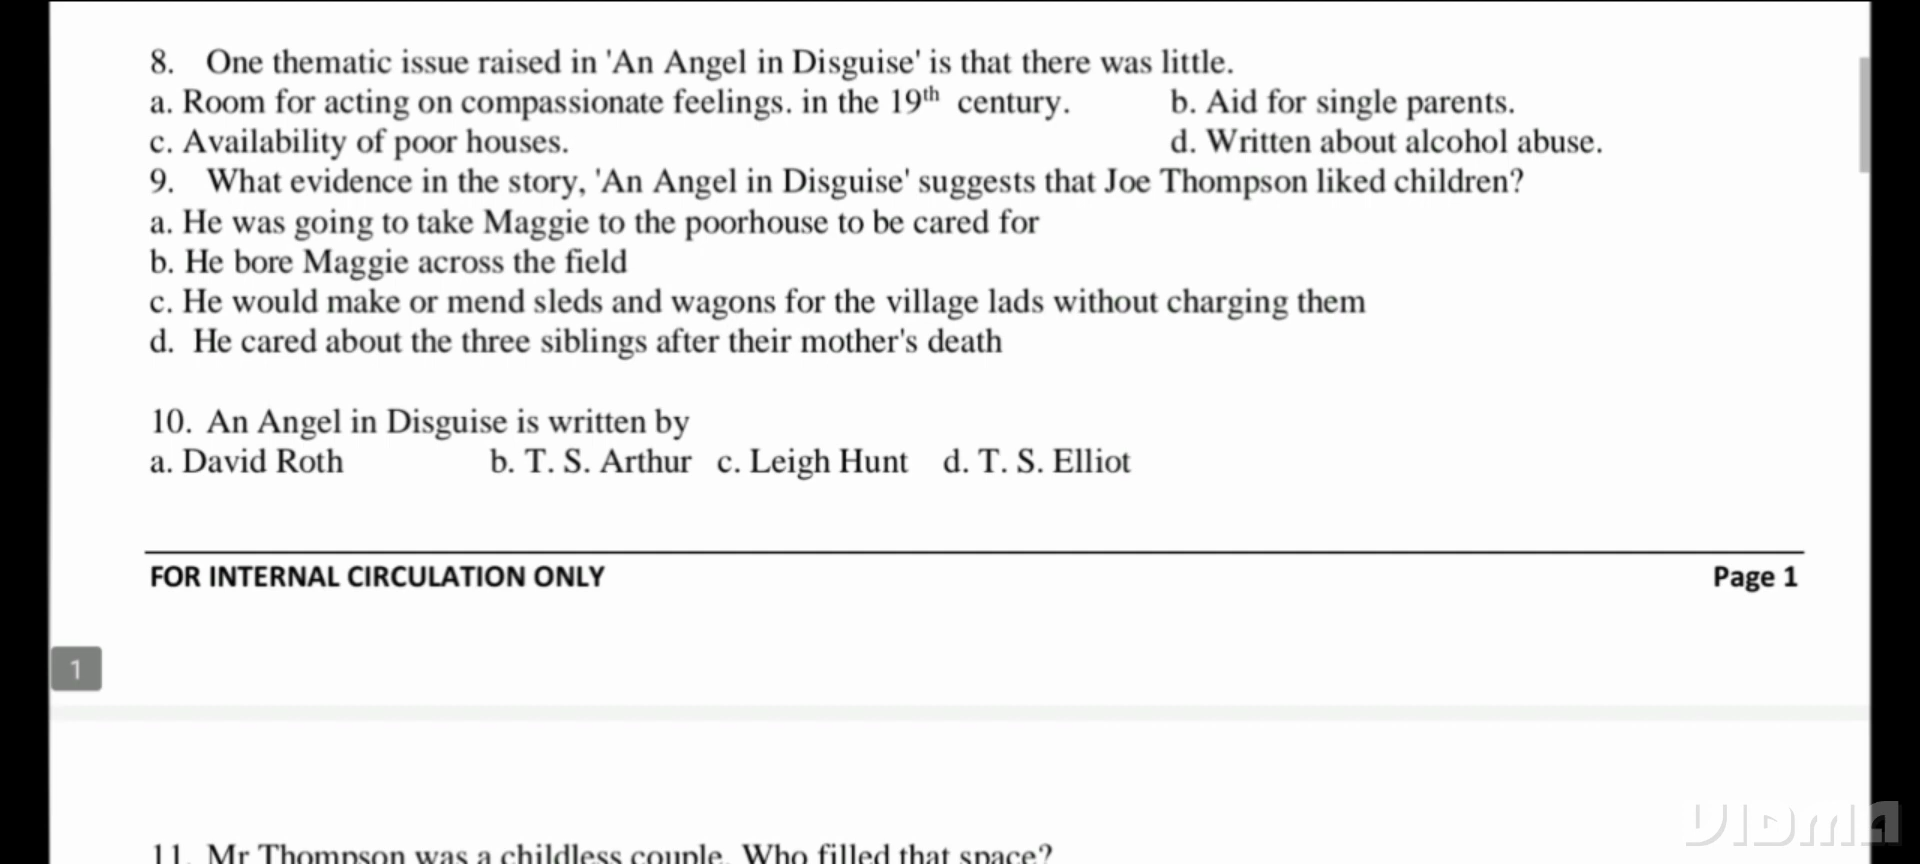 8. One thematic issue raised in 'An Angel in Disguise' is that there was little.
a. Room for acting on compassionate feelings. in the 19th century. b. Aid for single parents.
c. Availability of poor houses. d. Written about alcohol abuse.
9. What evidence in the story, 'An Angel in Disguise' suggests that Joe Thompson liked children?
a. He was going to take Maggie to the poorhouse to be cared for
b. He bore Maggie across the field
c. He would make or mend sleds and wagons for the village lads without charging them
d. He cared about the three siblings after their mother's death
10. An Angel in Disguise is written by
a. David Roth b. T. S. Arthur c. Leigh Hunt d. T. S. Elliot
FOR INTERNAL CIRCULATION ONLY Page 1
1
11. Mr Thompson was a childless couple. Who filled that space?
VIDMA